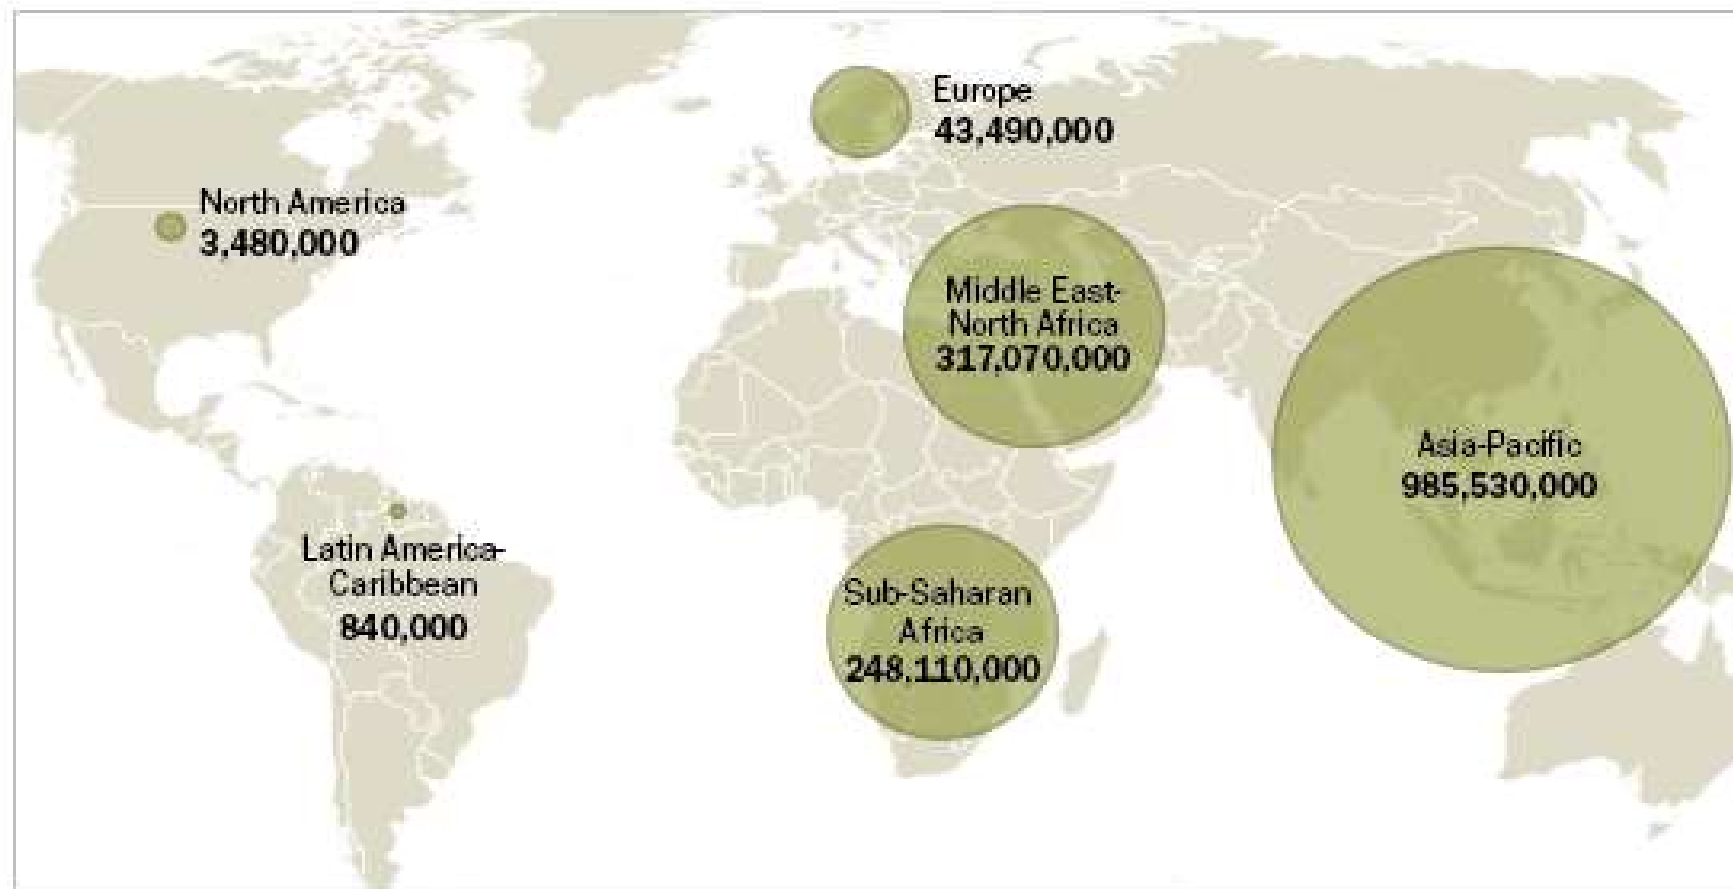 Europe
43,490,000
North America
3,480,000
Middle East-
North Africa
317,070,000
Asia-Pacific
985,530,000
Latin America-
Caribbean
840,000
Sub-Saharan
Africa
248,110,000